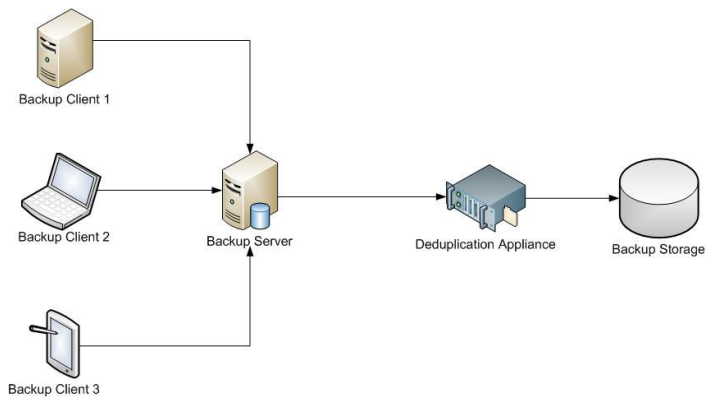 Backup Client 1
Backup Client 2
Backup Server
Deduplication Appliance
Backup Storage
Backup Client 3